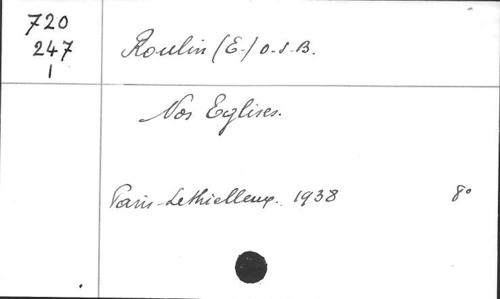 720
247
1
Roulin (E.) O.S.B.
Nos Eglises.
Paris - Lethielleux. 1938 8°